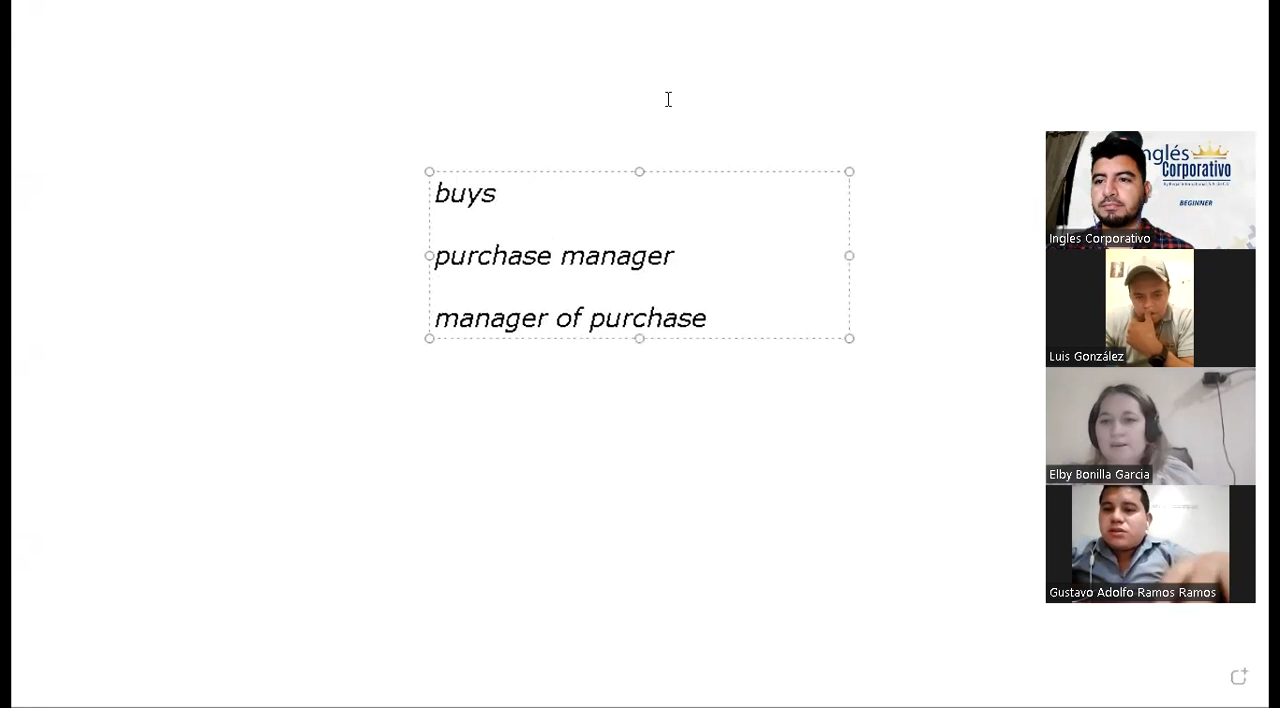 buys
purchase manager
manager of purchase
nglés
Corporativo
BEGINNER
Ingles Corporativo
Luis González
Elby Bonilla Garcia
Gustavo Adolfo Ramos Ramos